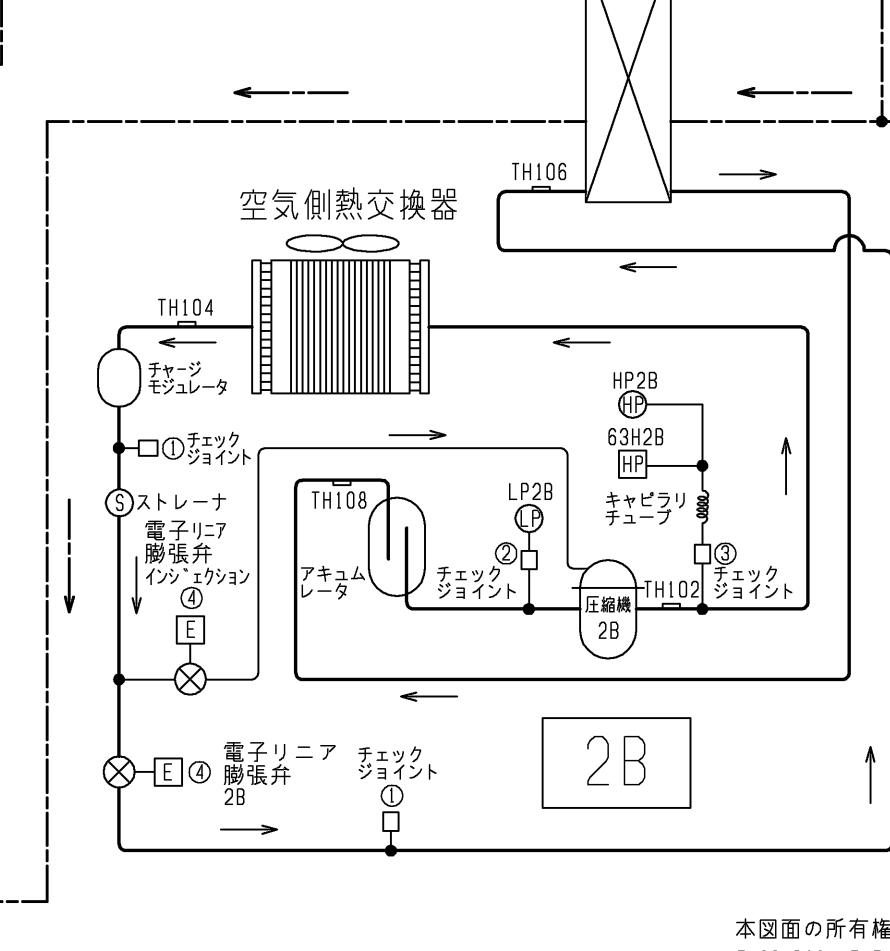 TH106
空気側熱交換器
TH104
チャージ
モジュレータ
HP2B
HP
63H2B
HP
① チェック
ジョイント
TH108
LP2B
LP
キャピラリ
チューブ
S ストレーナ
電子リニア
膨張弁
インジェクション
④
E
アキュム
レータ
②
チェック
ジョイント
③
チェック
ジョイント
TH102
圧縮機
2B
E ④
電子リニア
膨張弁
2B
チェック
ジョイント
①
2B
本図面の所有権